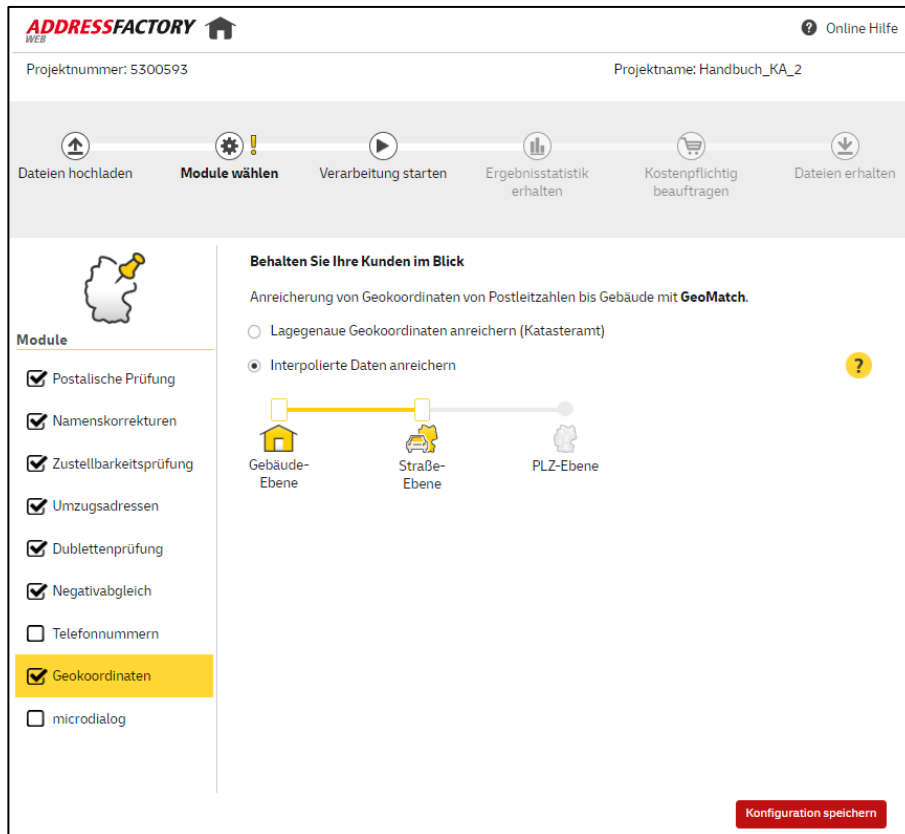 ADDRESSFACTORY
WEB
Online Hilfe
Projektnummer: 5300593
Projektname: Handbuch_KA_2
Dateien hochladen
Module wählen
Verarbeitung starten
Ergebnisstatistik
erhalten
Kostenpflichtig
beauftragen
Dateien erhalten
Module
Postalische Prüfung
Namenskorrekturen
Zustellbarkeitsprüfung
Umzugsadressen
Dublettenprüfung
Negativabgleich
Telefonnummern
Geokoordinaten
microdialog
Behalten Sie Ihre Kunden im Blick
Anreicherung von Geokoordinaten von Postleitzahlen bis Gebäude mit GeoMatch.
Lagegenaue Geokoordinaten anreichern (Katasteramt)
Interpolierte Daten anreichern
?
Gebäude-
Ebene
Straße-
Ebene
PLZ-Ebene
Konfiguration speichern